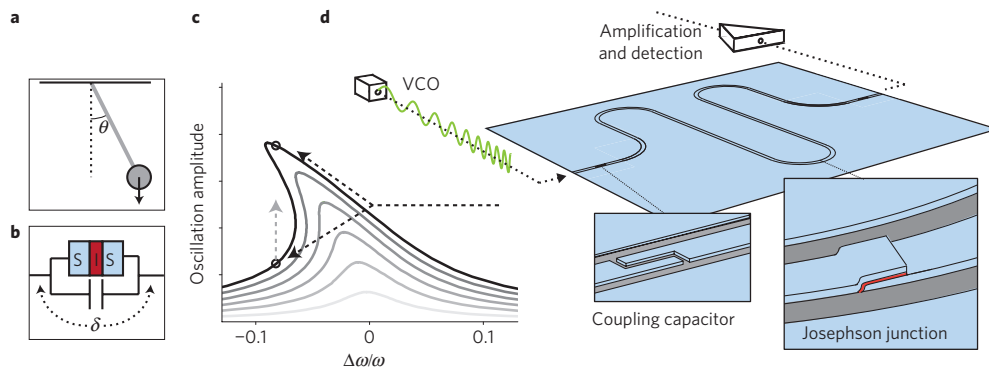 a
θ
b
S I S
δ
c
Oscillation amplitude
−0.1
0
0.1
Δω/ω
d
VCO
Amplification
and detection
Coupling capacitor
Josephson junction